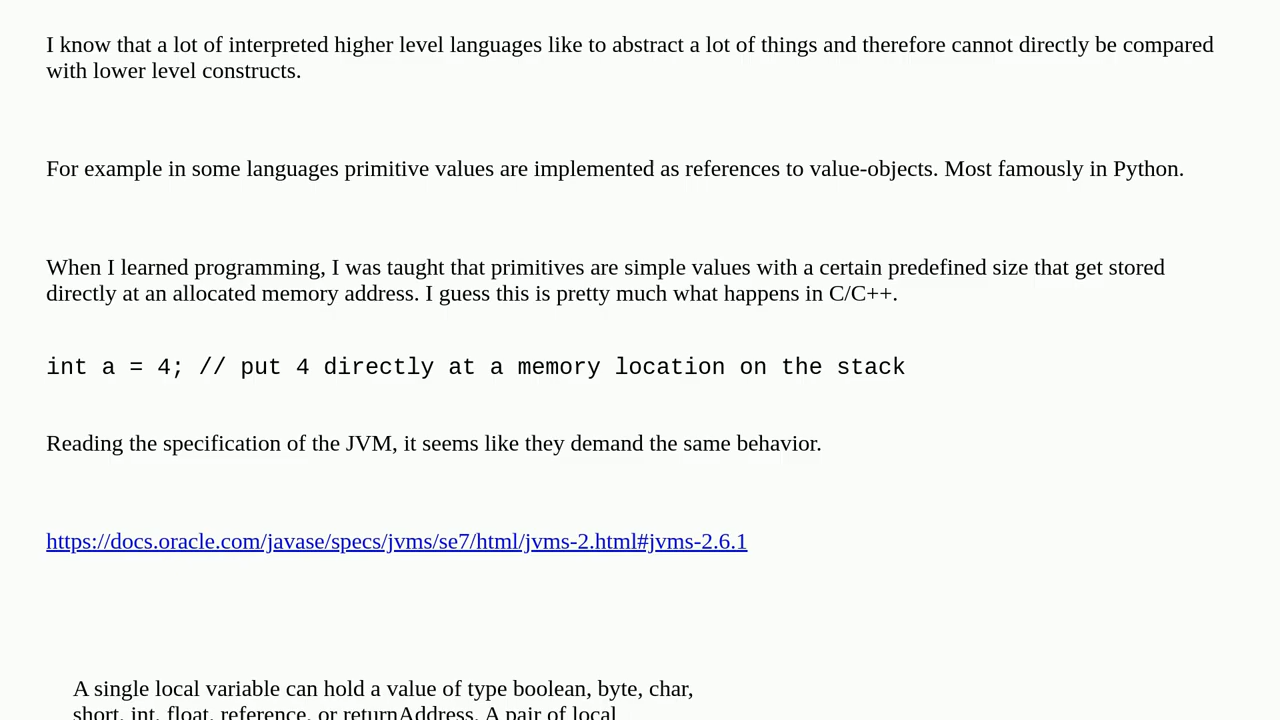 I know that a lot of interpreted higher level languages like to abstract a lot of things and therefore cannot directly be compared
with lower level constructs.
For example in some languages primitive values are implemented as references to value-objects. Most famously in Python.
When I learned programming, I was taught that primitives are simple values with a certain predefined size that get stored
directly at an allocated memory address. I guess this is pretty much what happens in C/C++.
int a = 4; // put 4 directly at a memory location on the stack
Reading the specification of the JVM, it seems like they demand the same behavior.
https://docs.oracle.com/javase/specs/jvms/se7/html/jvms-2.html#jvms-2.6.1
A single local variable can hold a value of type boolean, byte, char,
short, int, float, reference, or returnAddress. A pair of local